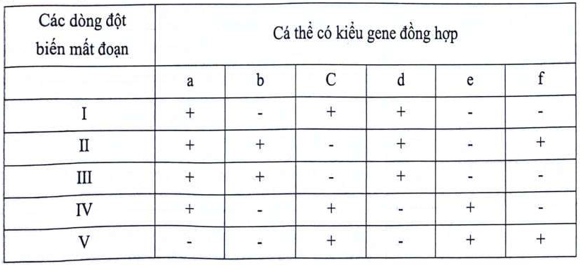 Các dòng đột biến mất đoạn | Cá thể có kiểu gene đồng hợp
a b C d e f
I + - + + - -
II + + - + - +
III + + - + - -
IV + - + - + -
V - - + - + +